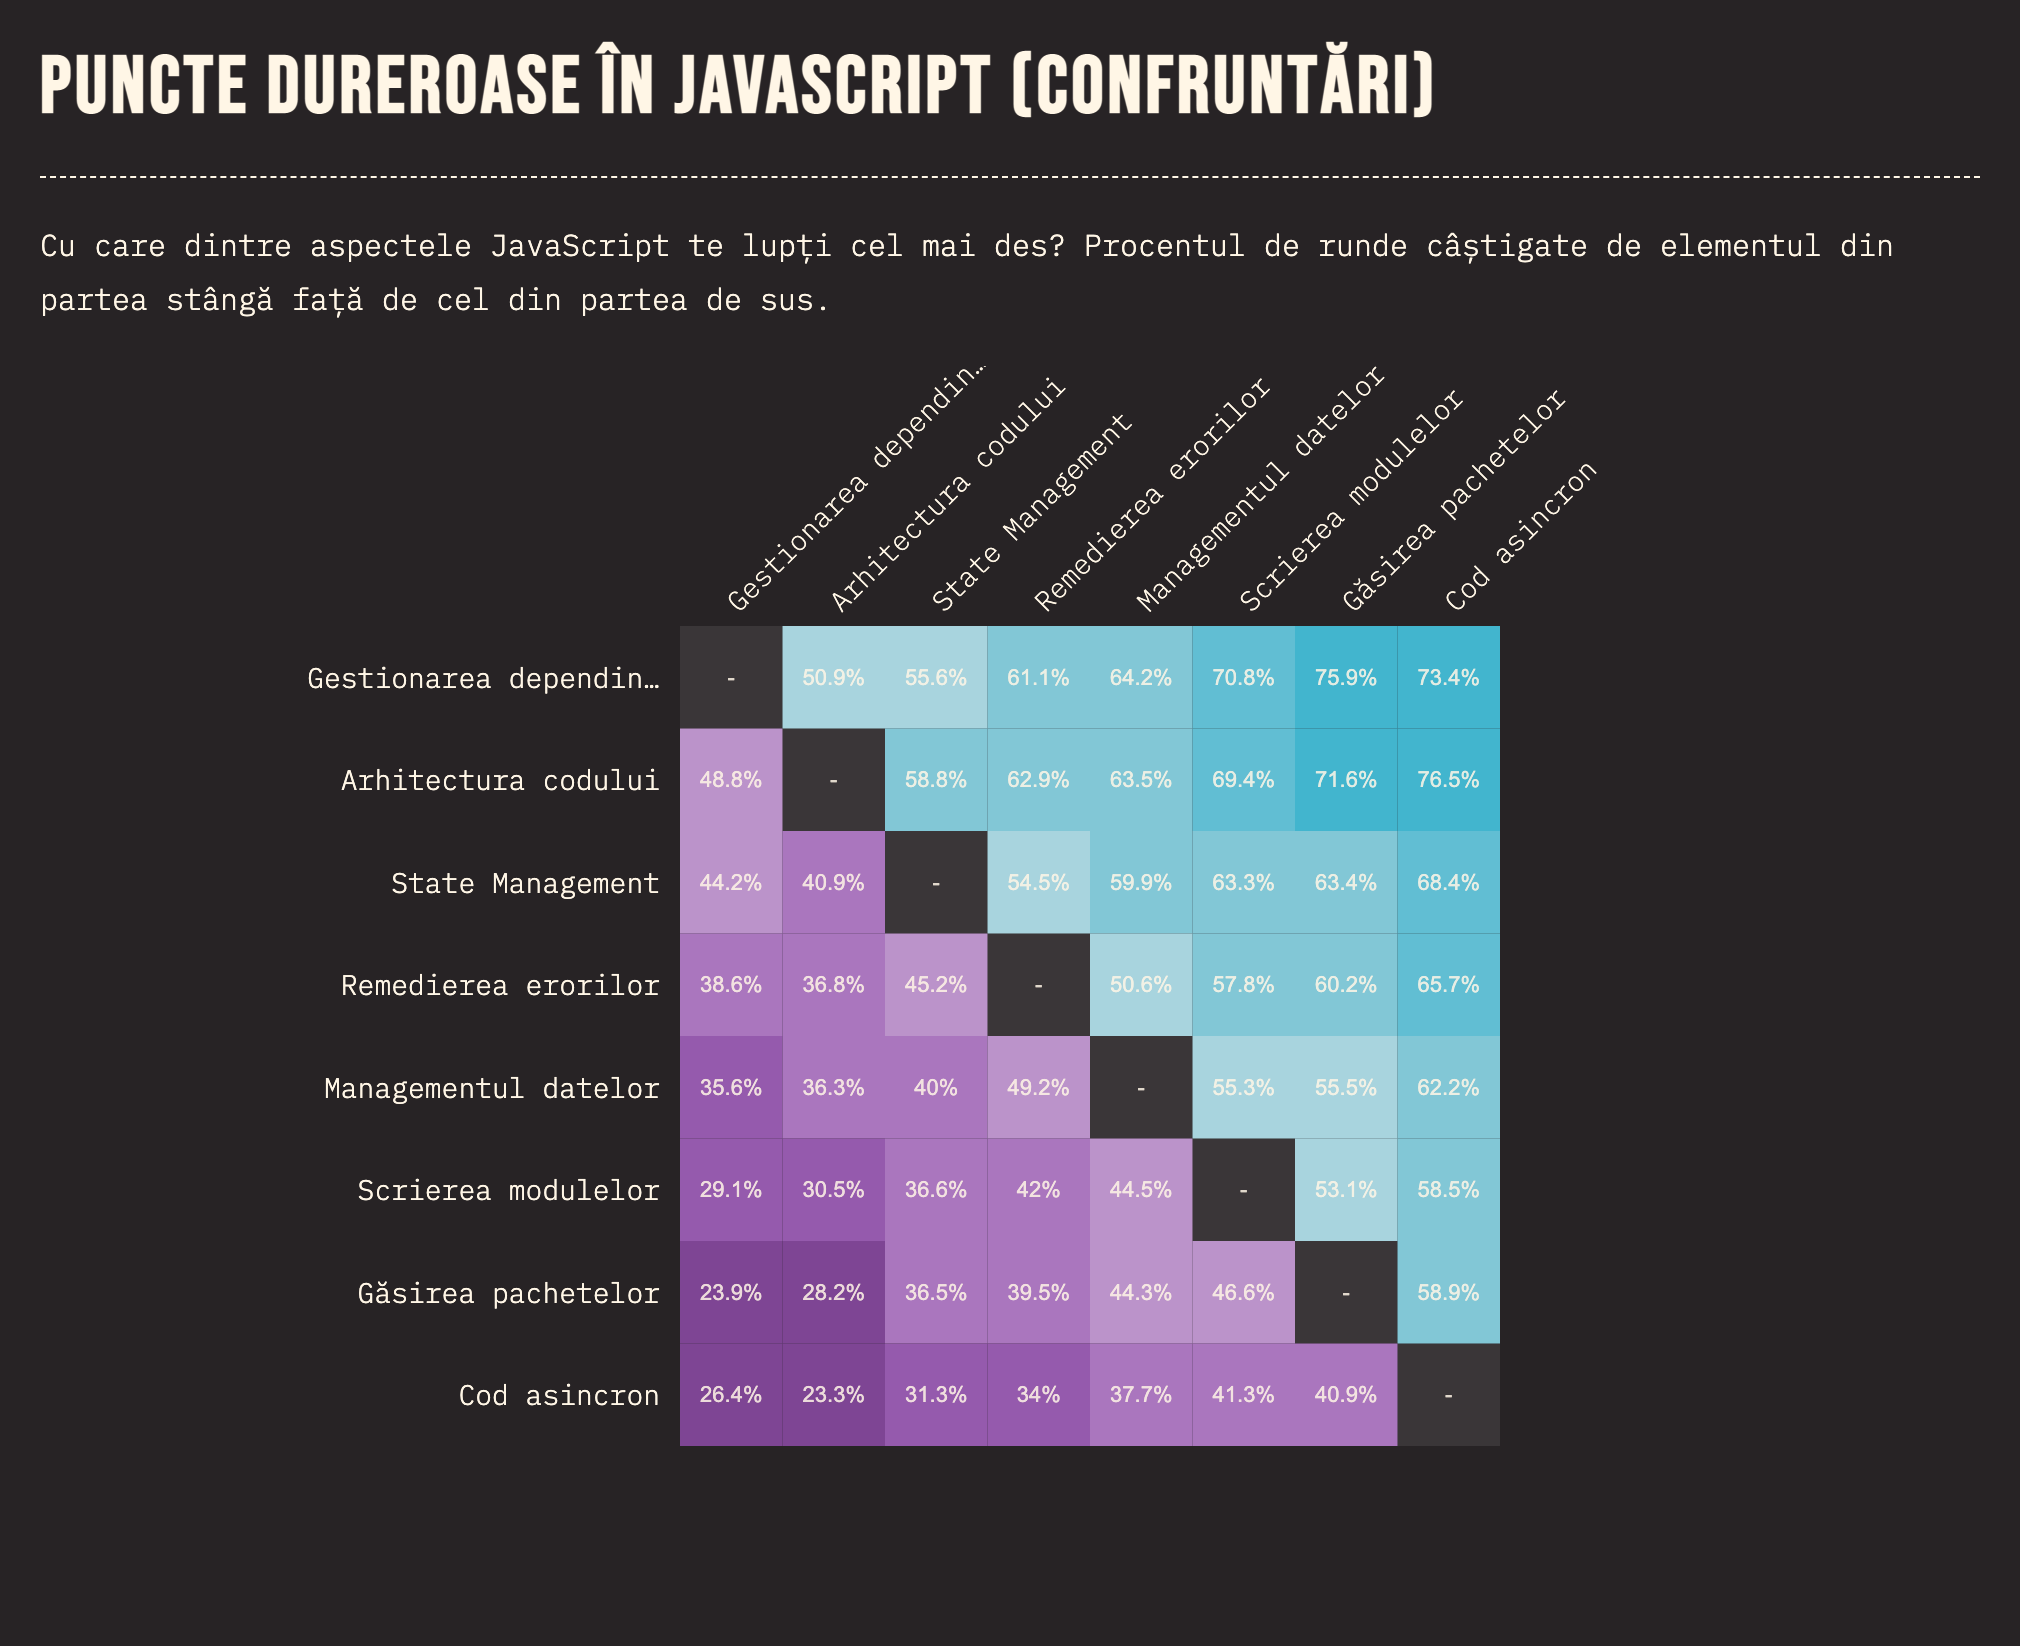 PUNCTE DUREROASE ÎN JAVASCRIPT (CONFRUNTĂRI)
Cu care dintre aspectele JavaScript te lupți cel mai des? Procentul de runde câștigate de elementul din
partea stângă față de cel din partea de sus.
Gestionarea dependin…
Arhitectura codului
State Management
Remedierea erorilor
Managementul datelor
Scrierea modulelor
Găsirea pachetelor
Cod asincron
Gestionarea dependin… - 50.9% 55.6% 61.1% 64.2% 70.8% 75.9% 73.4%
Arhitectura codului 48.8% - 58.8% 62.9% 63.5% 69.4% 71.6% 76.5%
State Management 44.2% 40.9% - 54.5% 59.9% 63.3% 63.4% 68.4%
Remedierea erorilor 38.6% 36.8% 45.2% - 50.6% 57.8% 60.2% 65.7%
Managementul datelor 35.6% 36.3% 40% 49.2% - 55.3% 55.5% 62.2%
Scrierea modulelor 29.1% 30.5% 36.6% 42% 44.5% - 53.1% 58.5%
Găsirea pachetelor 23.9% 28.2% 36.5% 39.5% 44.3% 46.6% - 58.9%
Cod asincron 26.4% 23.3% 31.3% 34% 37.7% 41.3% 40.9% -